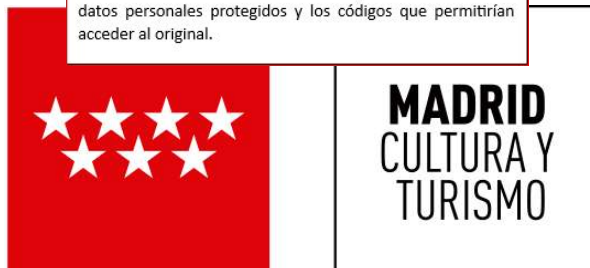 datos personales protegidos y los códigos que permitirían
acceder al original.
MADRID
CULTURA Y
TURISMO